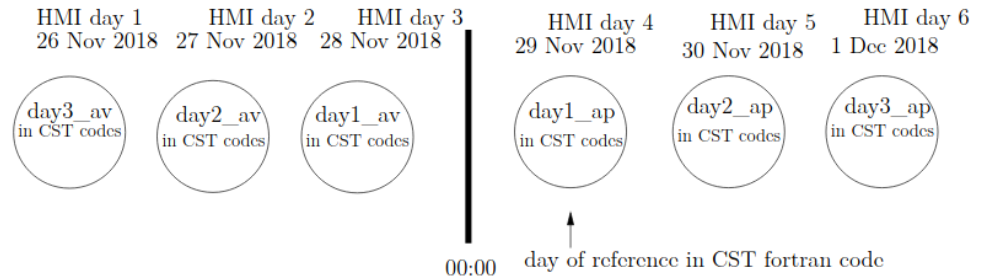 HMI day 1
26 Nov 2018
HMI day 2
27 Nov 2018
HMI day 3
28 Nov 2018
HMI day 4
29 Nov 2018
HMI day 5
30 Nov 2018
HMI day 6
1 Dec 2018
day3_av
in CST codes
day2_av
in CST codes
day1_av
in CST codes
day1_ap
in CST codes
day2_ap
in CST codes
day3_ap
in CST codes
00:00
day of reference in CST fortran code